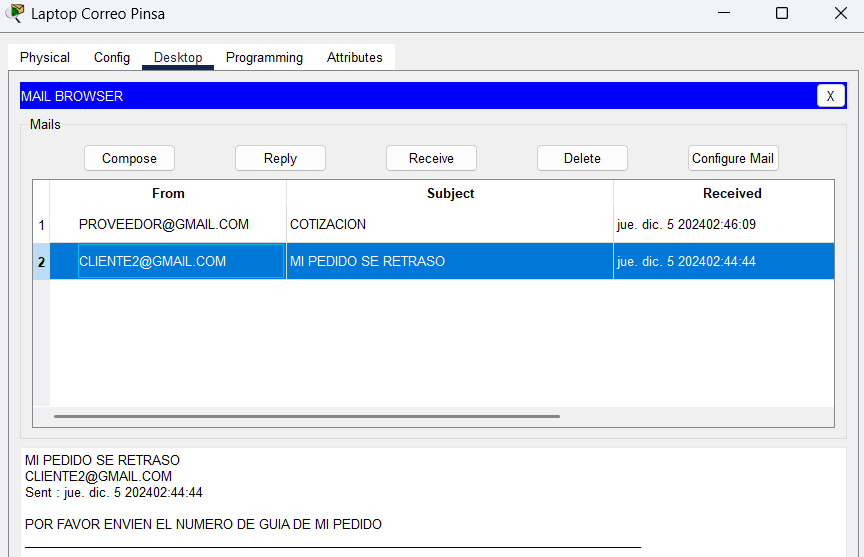 Laptop Correo Pinsa
Physical Config Desktop Programming Attributes
MAIL BROWSER X
Mails
Compose Reply Receive Delete Configure Mail
From Subject Received
1 PROVEEDOR@GMAIL.COM COTIZACION jue. dic. 5 202402:46:09
2 CLIENTE2@GMAIL.COM MI PEDIDO SE RETRASO jue. dic. 5 202402:44:44
MI PEDIDO SE RETRASO
CLIENTE2@GMAIL.COM
Sent : jue. dic. 5 202402:44:44
POR FAVOR ENVIEN EL NUMERO DE GUIA DE MI PEDIDO